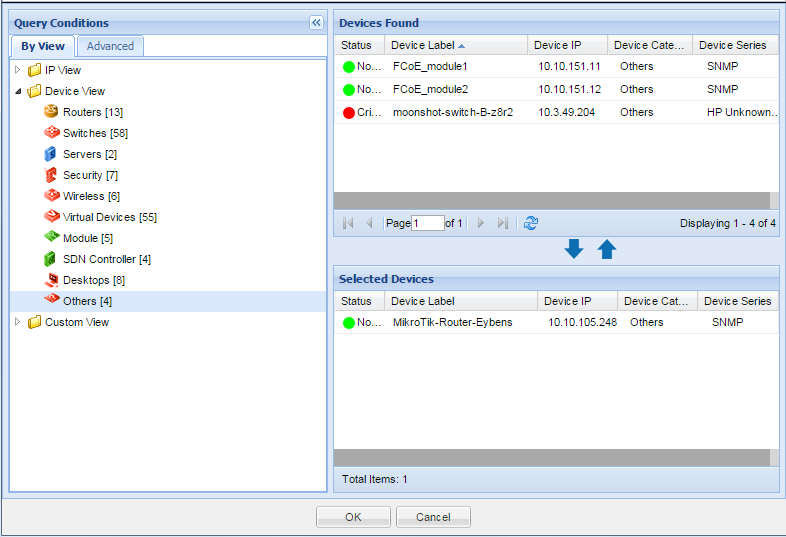 Query Conditions
By View Advanced
IP View
Device View
Routers [13]
Switches [58]
Servers [2]
Security [7]
Wireless [6]
Virtual Devices [55]
Module [5]
SDN Controller [4]
Desktops [8]
Others [4]
Custom View
Devices Found
Status Device Label Device IP Device Cate... Device Series
No... FCoE_module1 10.10.151.11 Others SNMP
No... FCoE_module2 10.10.151.12 Others SNMP
Cri... moonshot-switch-B-z8r2 10.3.49.204 Others HP Unknown...
Page 1 of 1 Displaying 1 - 4 of 4
Selected Devices
Status Device Label Device IP Device Cat... Device Series
No... MikroTik-Router-Eybens 10.10.105.248 Others SNMP
Total Items: 1
OK Cancel